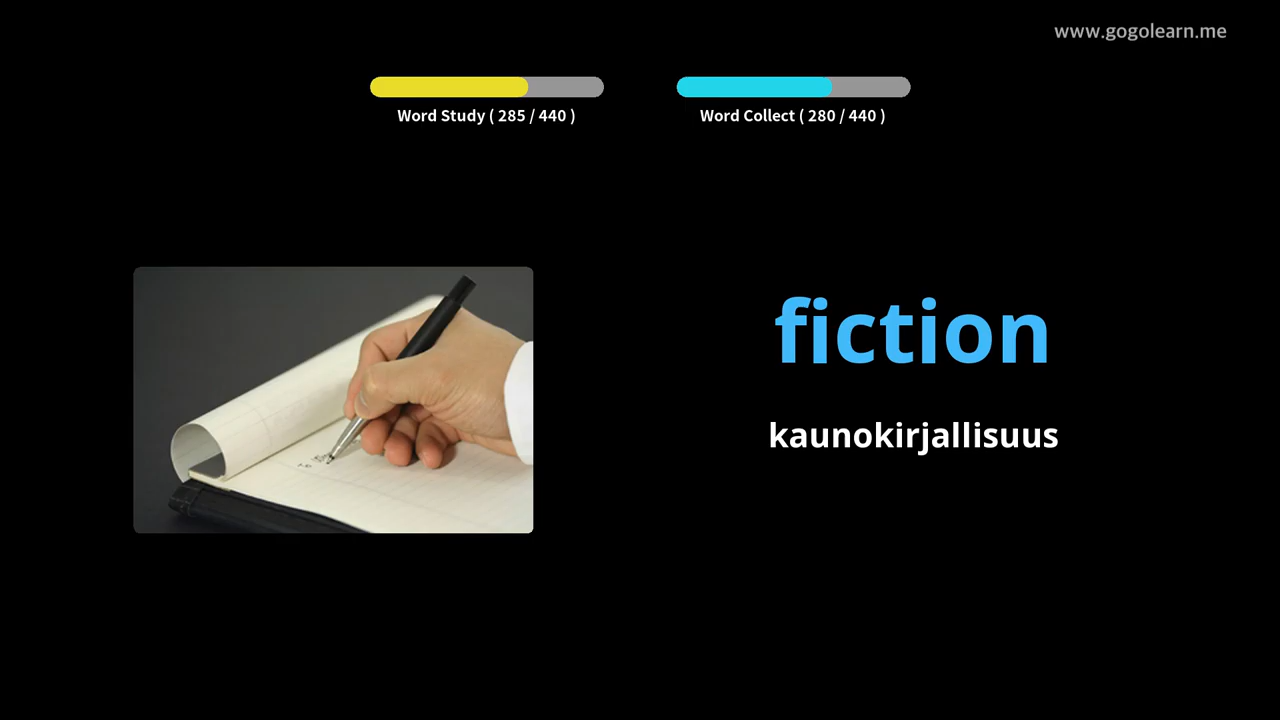 www.gogolearn.me
Word Study ( 285 / 440 )
Word Collect ( 280 / 440 )
fiction
kaunokirjallisuus